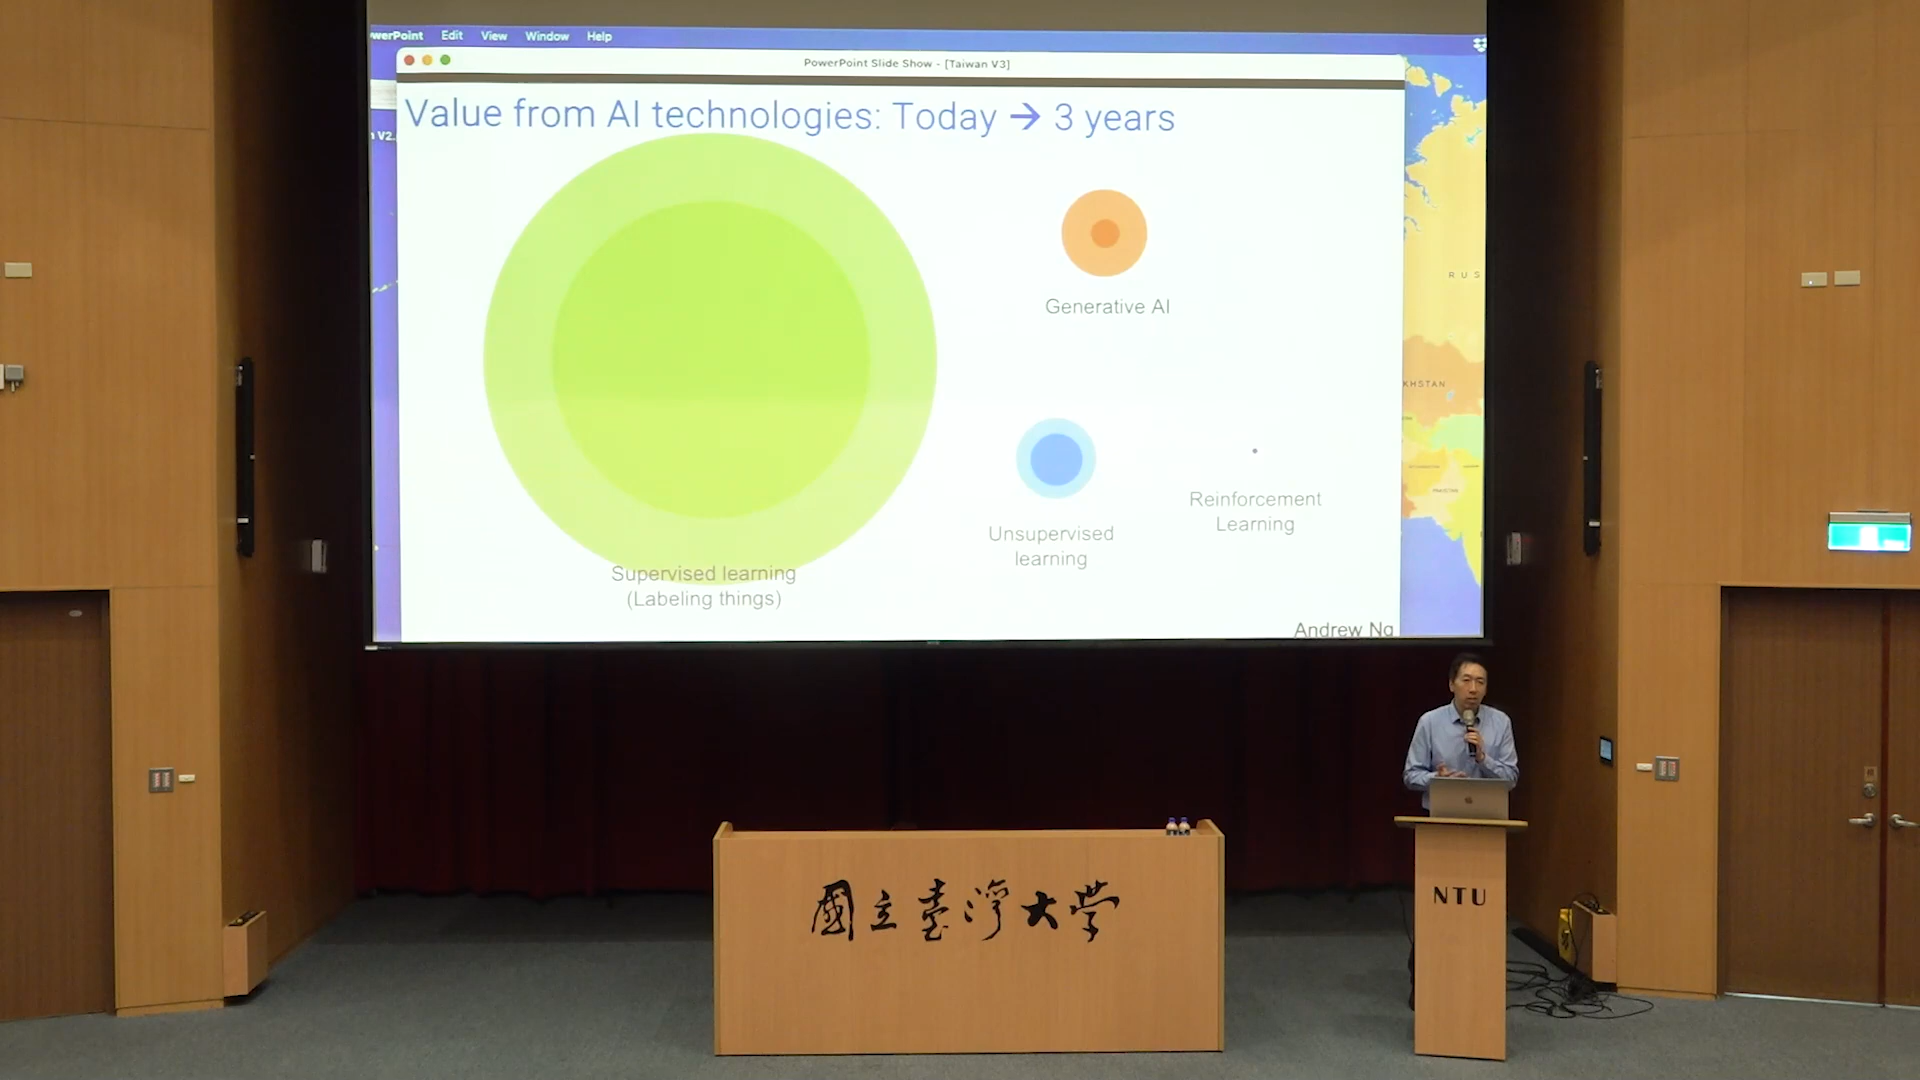 werPoint Edit View Window Help
PowerPoint Slide Show - [Taiwan V3]
V2.
Value from AI technologies: Today → 3 years
Generative AI
Supervised learning
(Labeling things)
Unsupervised
learning
Reinforcement
Learning
Andrew Ng
RUS
KHSTAN
NTU
國立臺灣大學